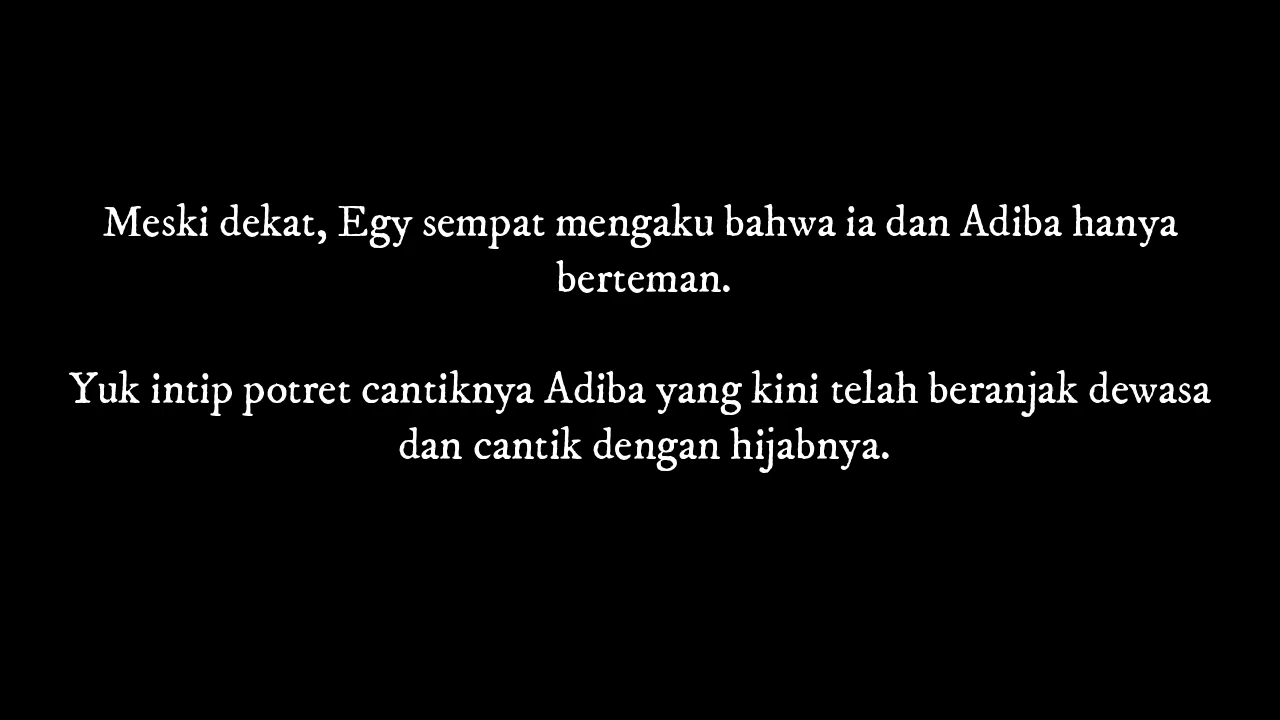 Meski dekat, Egy sempat mengaku bahwa ia dan Adiba hanya
berteman.
Yuk intip potret cantiknya Adiba yang kini telah beranjak dewasa
dan cantik dengan hijabnya.